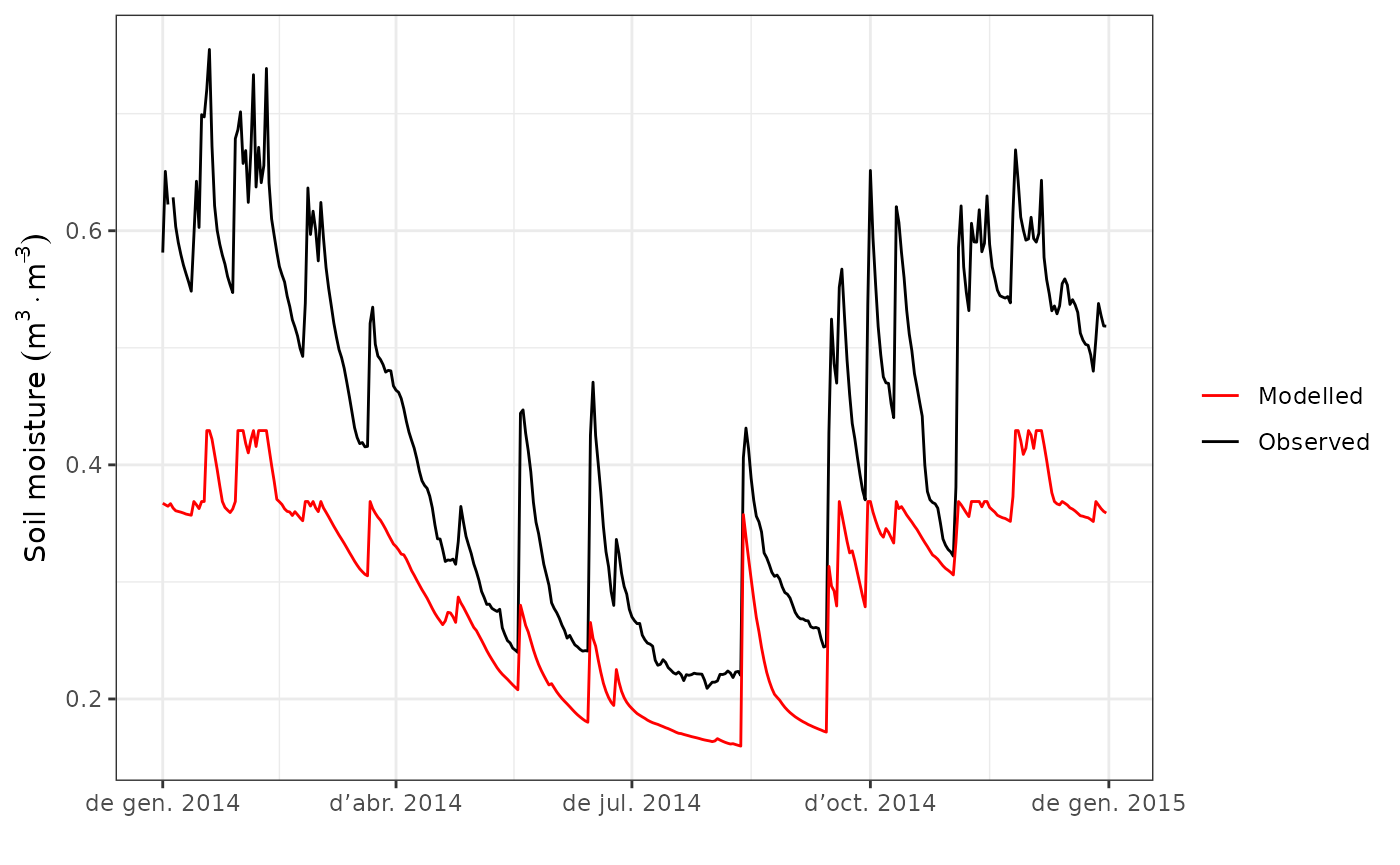 Soil moisture (m³ · m⁻³)
0.6
0.4
0.2
de gen. 2014 d’abr. 2014 de jul. 2014 d’oct. 2014 de gen. 2015
Modelled
Observed